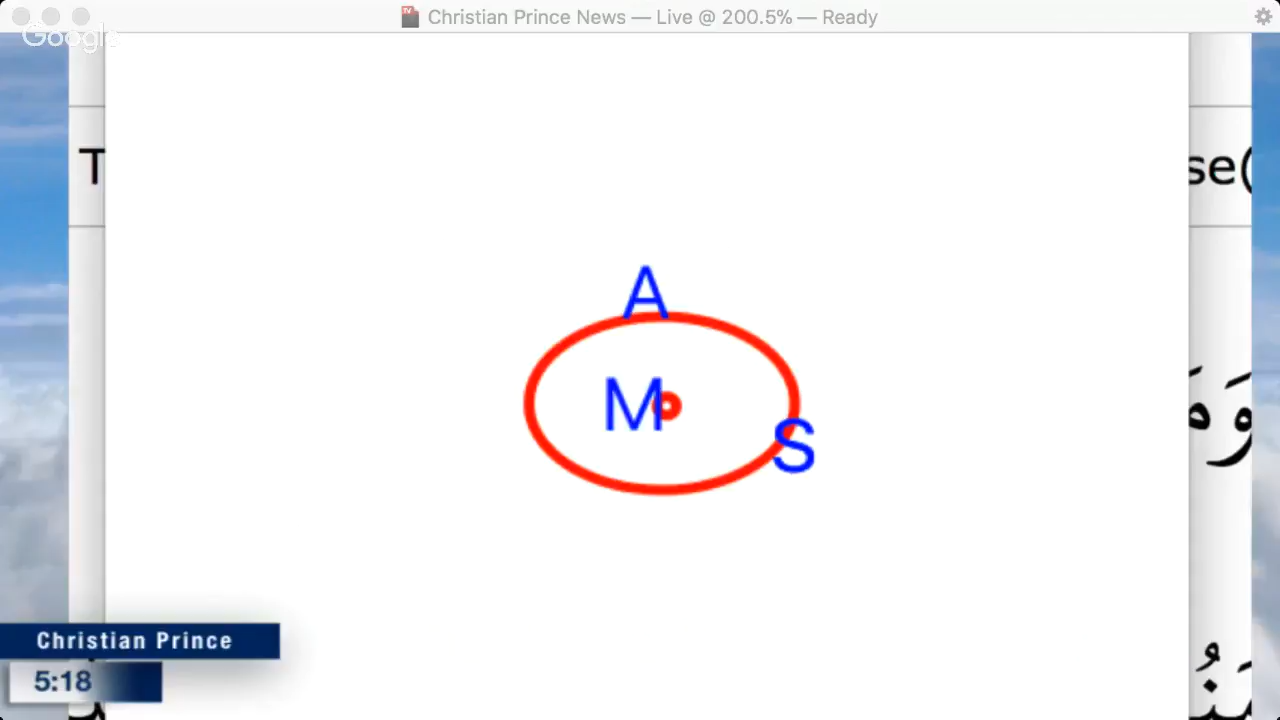 Christian Prince News — Live @ 200.5% — Ready
Google
T
se(
وَمَ
A
M
S
Christian Prince
5:18